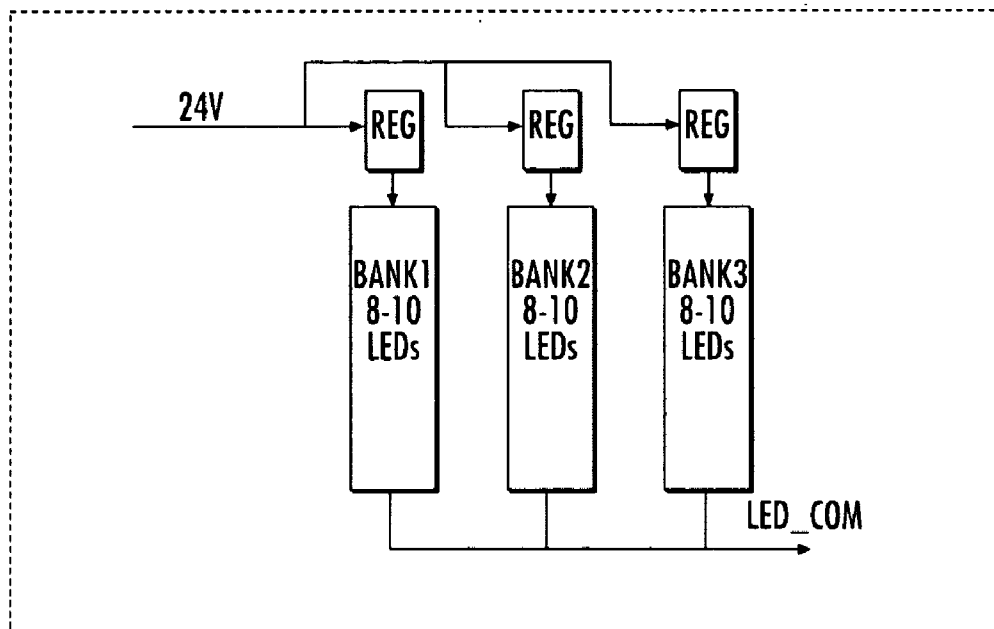 24V
REG
REG
REG
BANK1
8-10
LEDs
BANK2
8-10
LEDs
BANK3
8-10
LEDs
LED_COM